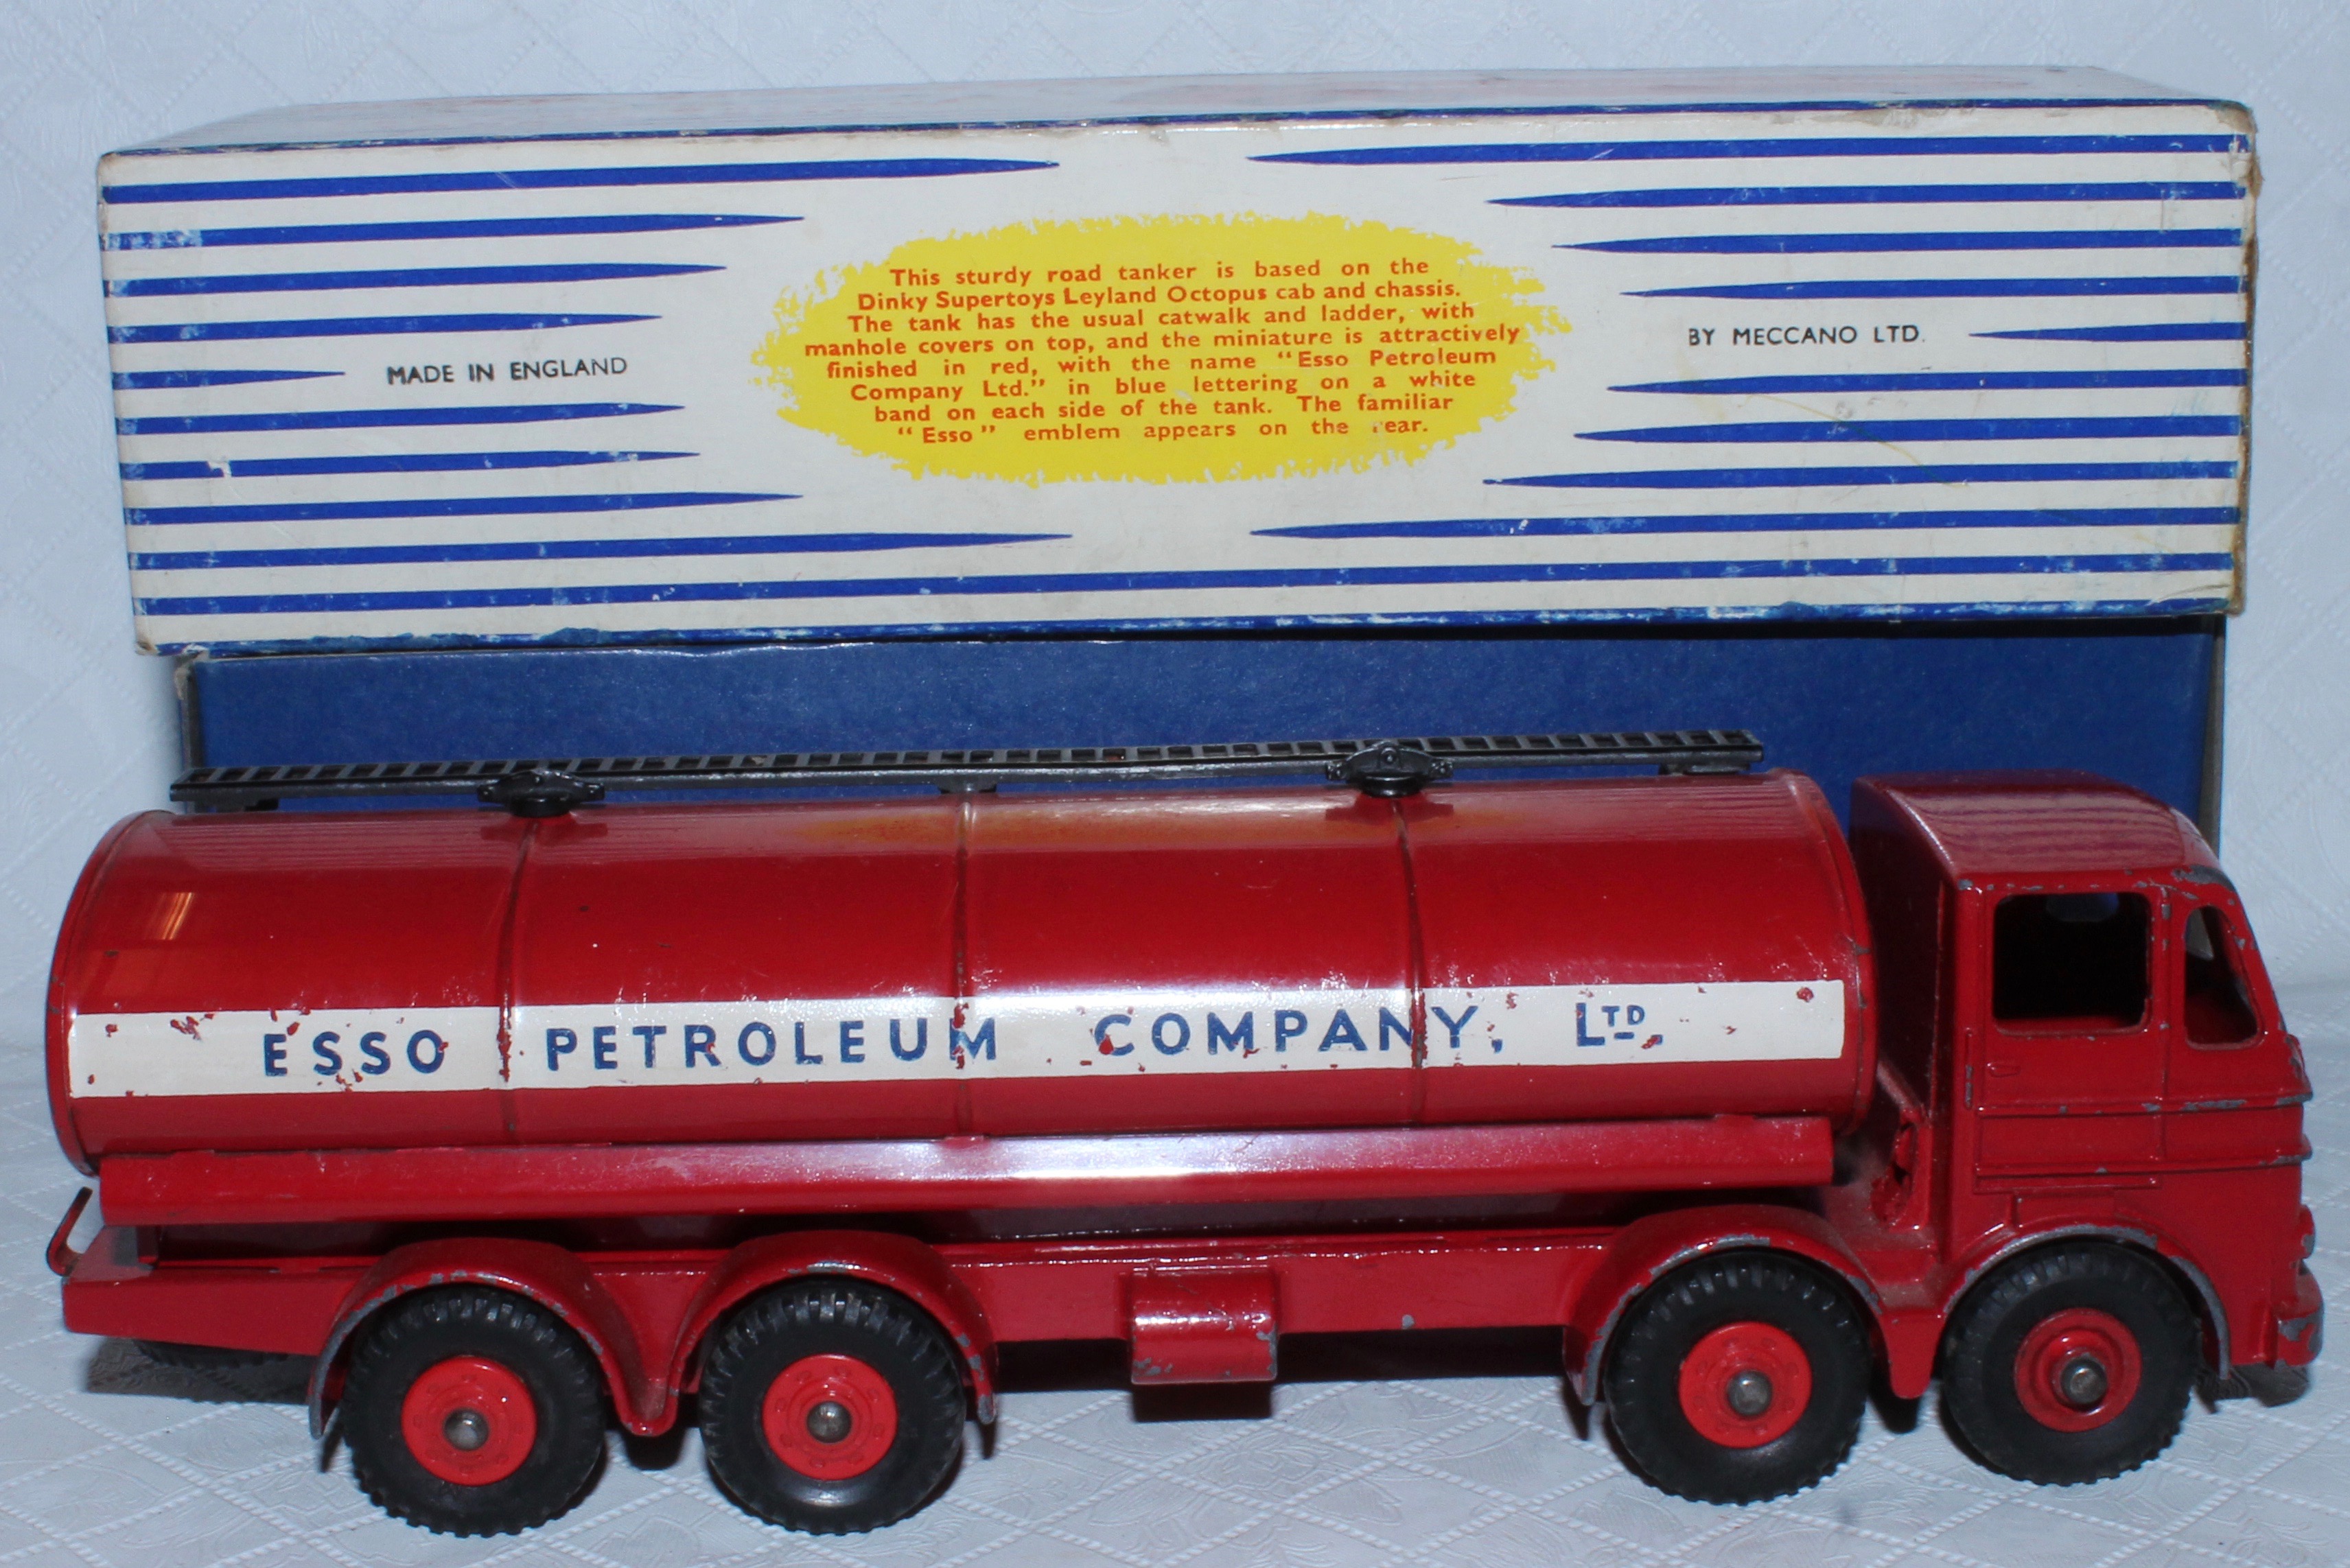 This sturdy road tanker is based on the
Dinky Supertoys Leyland Octopus cab and chassis.
The tank has the usual catwalk and ladder, with
manhole covers on top, and the miniature is attractively
finished in red, with the name “Esso Petroleum
Company Ltd.” in blue lettering on a white
band on each side of the tank. The familiar
“Esso” emblem appears on the rear.
MADE IN ENGLAND
BY MECCANO LTD.
ESSO PETROLEUM COMPANY, LTD.